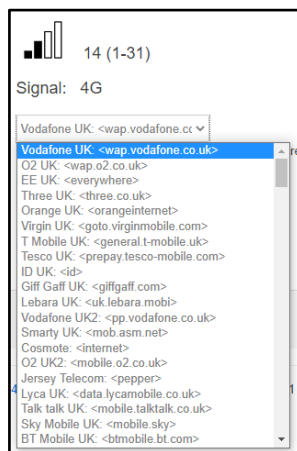 14 (1-31)
Signal: 4G
Vodafone UK: <wap.vodafone.cc
Vodafone UK: <wap.vodafone.co.uk>
O2 UK: <wap.o2.co.uk>
EE UK: <everywhere>
Three UK: <three.co.uk>
Orange UK: <orangeinternet>
Virgin UK: <goto.virginmobile.com>
T Mobile UK: <general.t-mobile.uk>
Tesco UK: <prepay.tesco-mobile.com>
ID UK: <id>
Giff Gaff UK: <giffgaff.com>
Lebara UK: <uk.lebara.mobi>
Vodafone UK2: <pp.vodafone.co.uk>
Smarty UK: <mob.asm.net>
Cosmote: <internet>
O2 UK2: <mobile.o2.co.uk>
Jersey Telecom: <pepper>
Lyca UK: <data.lycamobile.co.uk>
Talk talk UK: <mobile.talktalk.co.uk>
Sky Mobile UK: <mobile.sky>
BT Mobile UK: <btmobile.bt.com>